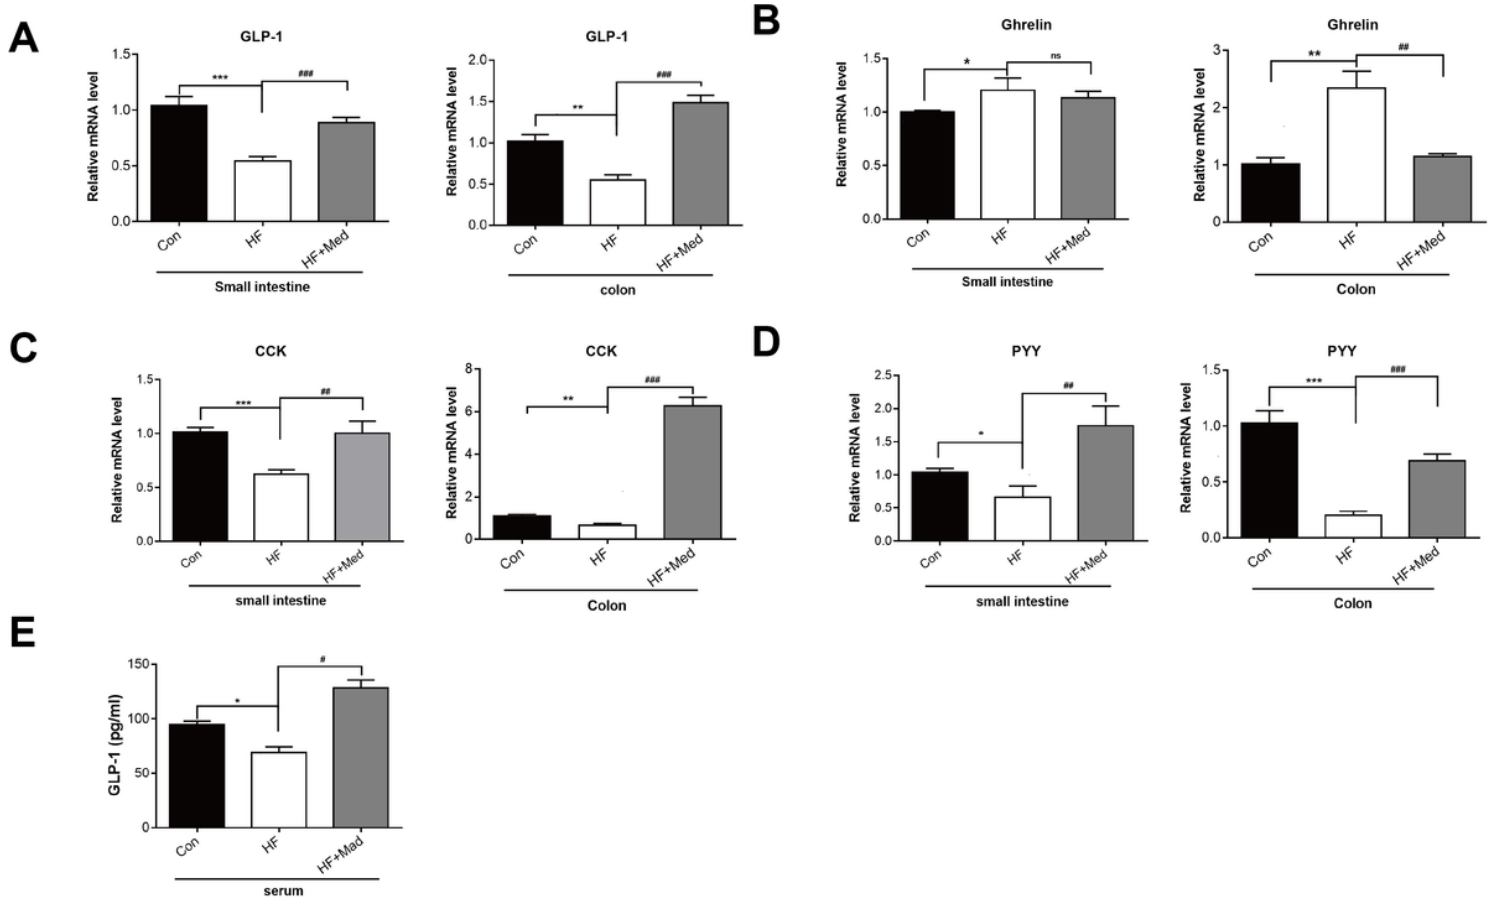 A
GLP-1
Relative mRNA level
1.5
1.0
0.5
0.0
***
###
Con
HF
HF+Med
Small intestine
GLP-1
Relative mRNA level
2.0
1.5
1.0
0.5
0.0
**
###
Con
HF
HF+Med
colon
B
Ghrelin
Relative mRNA level
1.5
1.0
0.5
0.0
*
ns
Con
HF
HF+Med
Small intestine
Ghrelin
Relative mRNA level
3
2
1
0
**
##
Con
HF
HF+Med
Colon
C
CCK
Relative mRNA level
1.5
1.0
0.5
0.0
***
##
Con
HF
HF+Med
small intestine
CCK
Relative mRNA level
8
6
4
2
0
**
###
Con
HF
HF+Med
Colon
D
PYY
Relative mRNA level
2.5
2.0
1.5
1.0
0.5
0.0
*
##
Con
HF
HF+Med
small intestine
PYY
Relative mRNA level
1.5
1.0
0.5
0.0
***
###
Con
HF
HF+Med
Colon
E
GLP-1 (pg/ml)
150
100
50
0
*
#
Con
HF
HF+Mad
serum